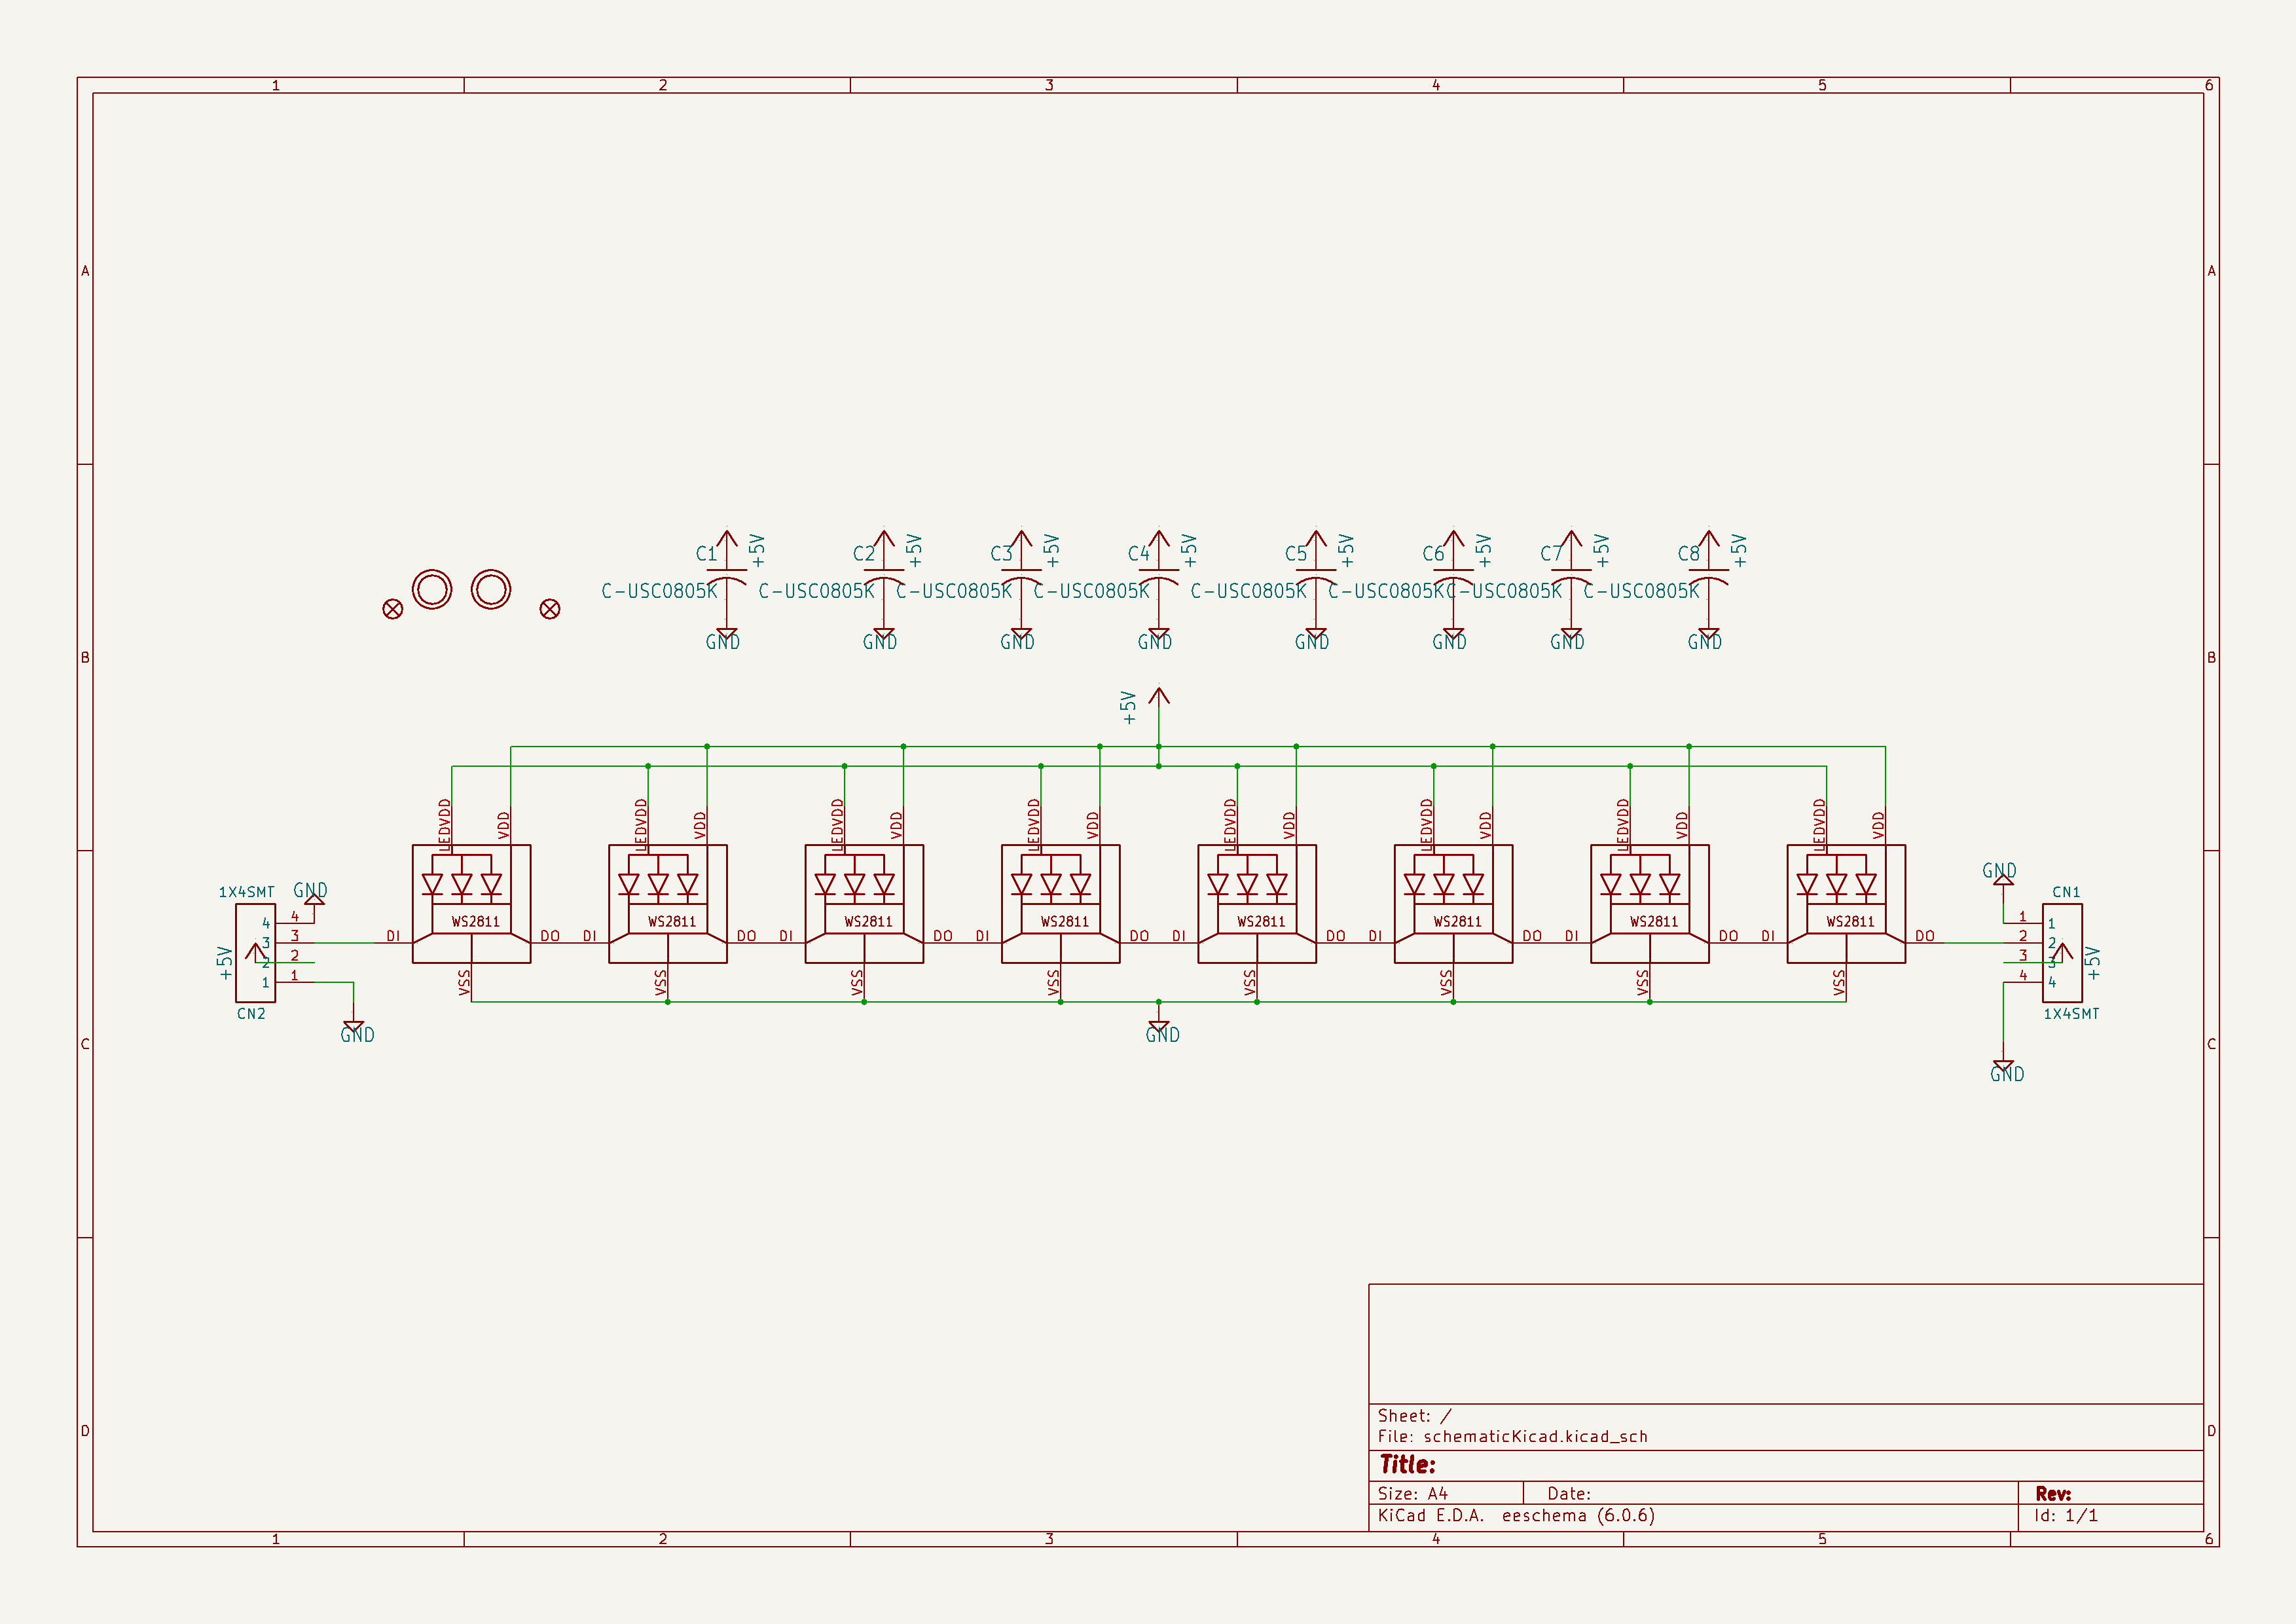 1 2 3 4 5 6
A A
C1 +5V C2 +5V C3 +5V C4 +5V C5 +5V C6 +5V C7 +5V C8 +5V
C-USC0805K C-USC0805K C-USC0805K C-USC0805K C-USC0805K C-USC0805K C-USC0805K C-USC0805K
GND GND GND GND GND GND GND GND
B B
+5V
LEDVDD VDD LEDVDD VDD LEDVDD VDD LEDVDD VDD LEDVDD VDD LEDVDD VDD LEDVDD VDD LEDVDD VDD
GND
1X4SMT GND CN1
4 4 WS2811 WS2811 WS2811 WS2811 WS2811 WS2811 WS2811 WS2811 1 1
3 3 DI DO DI DO DI DO DI DO DI DO DI DO DI DO DI DO 2 2
+5V 2 2 3 3 +5V
1 1 VSS VSS VSS VSS VSS VSS VSS VSS 4 4
CN2 1X4SMT
GND GND
C C
GND
Sheet: /
File: schematicKicad.kicad_sch
D D
Title:
Size: A4 Date: Rev:
KiCad E.D.A. eeschema (6.0.6) Id: 1/1
1 2 3 4 5 6